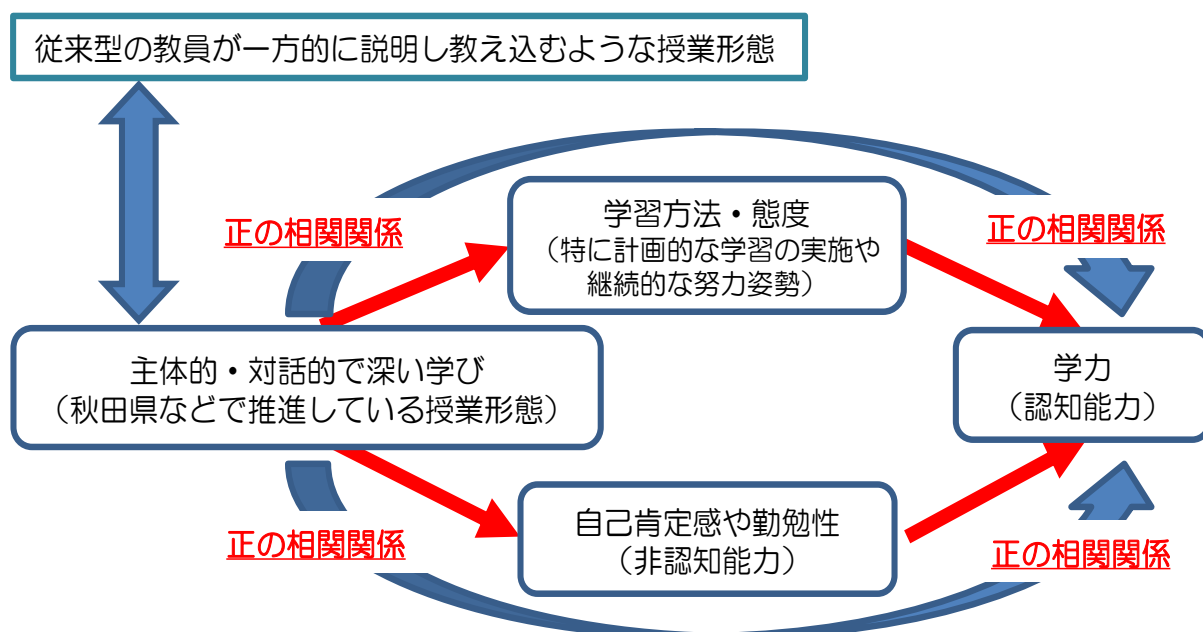 従来型の教員が一方的に説明し教え込むような授業形態
正の相関関係
学習方法・態度
（特に計画的な学習の実施や
継続的な努力姿勢）
正の相関関係
主体的・対話的で深い学び
（秋田県などで推進している授業形態）
学力
（認知能力）
正の相関関係
自己肯定感や勤勉性
（非認知能力）
正の相関関係